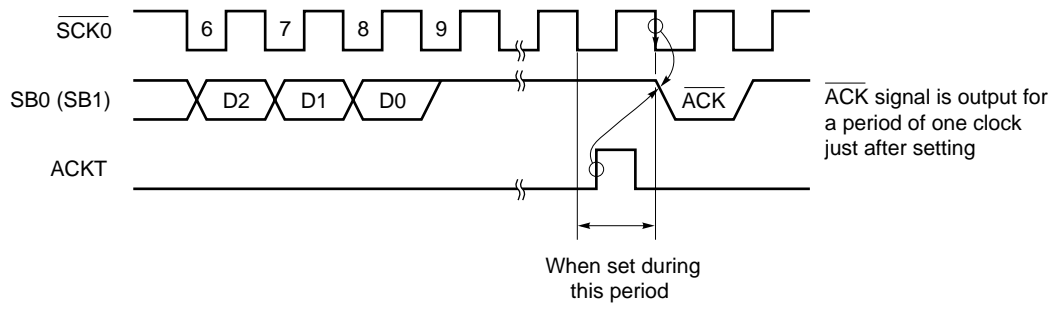 SCK0
6 7 8 9
SB0 (SB1)
D2 D1 D0
ACK
ACK signal is output for
a period of one clock
just after setting
ACKT
When set during
this period